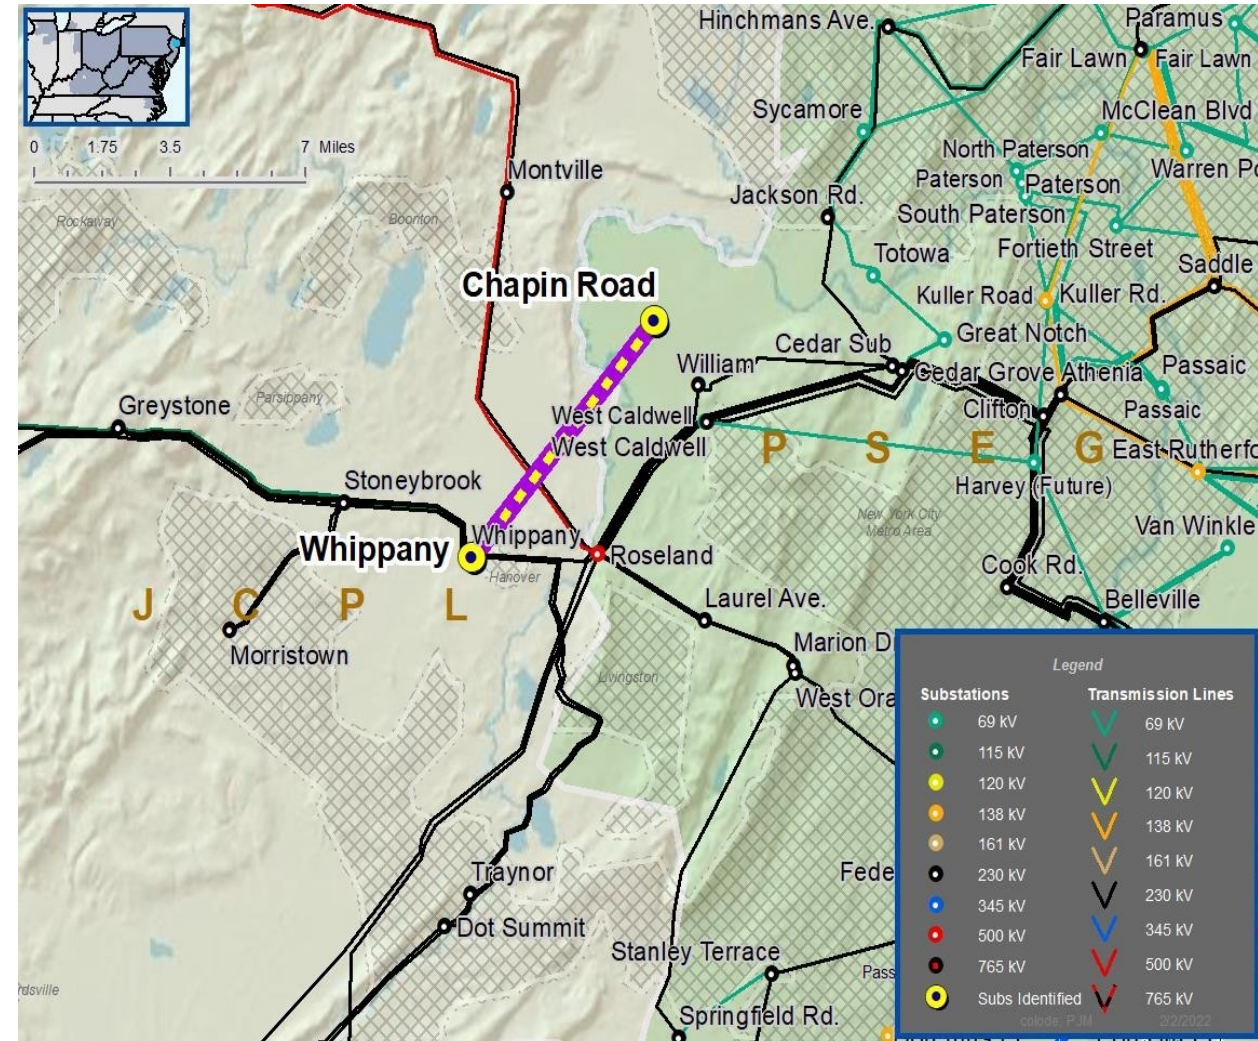 Hinchmans Ave.
Paramus
Fair Lawn
Fair Lawn
Sycamore
McClean Blvd
0 1.75 3.5 7 Miles
North Paterson
Montville
Paterson
Paterson
Warren
Jackson Rd.
South Paterson
Rockaway
Boonton
Fortieth Street
Totowa
Saddle
Chapin Road
Kuller Road
Kuller Rd.
Great Notch
Cedar Sub
William
Passaic
Cedar Grove
Athenia
Parsippany
Greystone
West Caldwell
Clifton
Passaic
West Caldwell
P S E G
East Rutherfo
Stoneybrook
Harvey (Future)
New York City
Metro Area
Van Winkle
Whippany
Whippany
Roseland
Hanover
Cook Rd.
J C P L
Laurel Ave.
Belleville
Morristown
Marion D
Livingston
West Ora
Traynor
Fede
Dot Summit
Stanley Terrace
Pass
rdsville
Springfield Rd.
Legend
Substations
Transmission Lines
69 kV
115 kV
120 kV
138 kV
161 kV
230 kV
345 kV
500 kV
765 kV
Subs Identified
69 kV
115 kV
120 kV
138 kV
161 kV
230 kV
345 kV
500 kV
765 kV
colode, PJM
2/2/2022